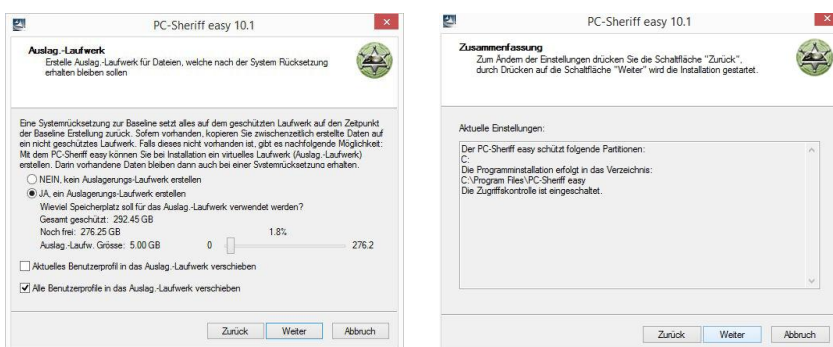 PC-Sheriff easy 10.1
Auslag.-Laufwerk
Erstelle Auslag.-Laufwerk für Dateien, welche nach der System Rücksetzung
erhalten bleiben sollen
Eine Systemrücksetzung zur Baseline setzt alles auf dem geschützten Laufwerk auf den Zeitpunkt
der Baseline Erstellung zurück. Sofern vorhanden, kopieren Sie zwischenzeitlich erstellte Daten auf
ein nicht geschütztes Laufwerk. Falls dieses nicht vorhanden ist, gibt es nachfolgende Möglichkeit:
Mit dem PC-Sheriff easy können Sie bei Installation ein virtuelles Laufwerk (Auslag.-Laufwerk)
erstellen. Darin vorhandene Daten bleiben dann auch bei einer Systemrücksetzung erhalten.
NEIN, kein Auslagerungs-Laufwerk erstellen
JA, ein Auslagerungs-Laufwerk erstellen
Wieviel Speicherplatz soll für das Auslag.-Laufwerk verwendet werden?
Gesamt geschützt: 292.45 GB
Noch frei: 276.25 GB 1.8%
Auslag.-Laufw. Grösse: 5.00 GB 0 276.2
Aktuelles Benutzerprofil in das Auslag.-Laufwerk verschieben
Alle Benutzerprofile in das Auslag.-Laufwerk verschieben
Zurück Weiter Abbruch
PC-Sheriff easy 10.1
Zusammenfassung
Zum Ändern der Einstellungen drücken Sie die Schaltfläche "Zurück",
durch Drücken auf die Schaltfläche "Weiter" wird die Installation gestartet.
Aktuelle Einstellungen:
Der PC-Sheriff easy schützt folgende Partitionen:
C:
Die Programminstallation erfolgt in das Verzeichnis:
C:\Program Files\PC-Sheriff easy
Die Zugriffskontrolle ist eingeschaltet.
Zurück Weiter Abbruch